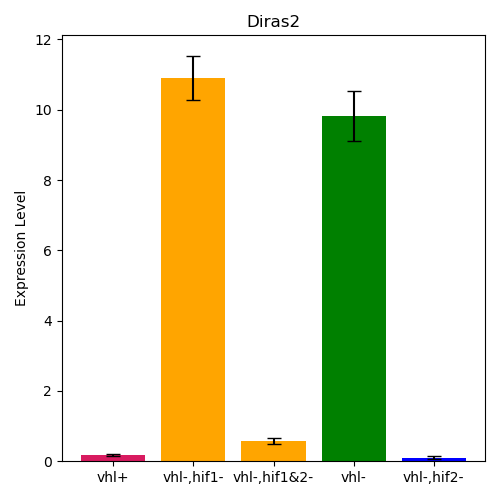 Diras2
Expression Level
12
10
8
6
4
2
0
vhl+ vhl-,hif1- vhl-,hif1&2- vhl- vhl-,hif2-